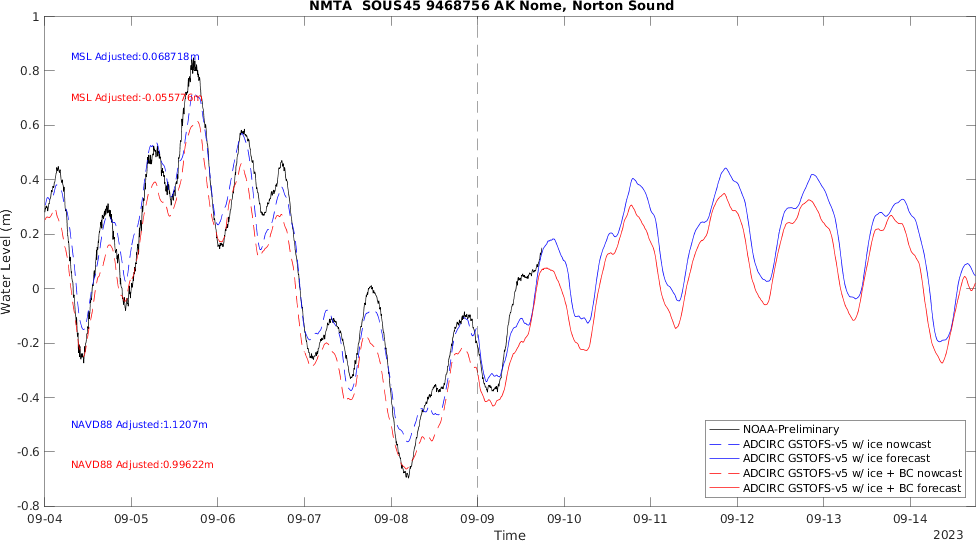 NMTA SOUS45 9468756 AK Nome, Norton Sound
1
0.8
0.6
0.4
0.2
0
-0.2
-0.4
-0.6
-0.8
Water Level (m)
MSL Adjusted:0.068718m
MSL Adjusted:-0.055776m
NAVD88 Adjusted:1.1207m
NAVD88 Adjusted:0.99622m
NOAA-Preliminary
ADCIRC GSTOFS-v5 w/ ice nowcast
ADCIRC GSTOFS-v5 w/ ice forecast
ADCIRC GSTOFS-v5 w/ ice + BC nowcast
ADCIRC GSTOFS-v5 w/ ice + BC forecast
09-04 09-05 09-06 09-07 09-08 09-09 09-10 09-11 09-12 09-13 09-14
Time
2023